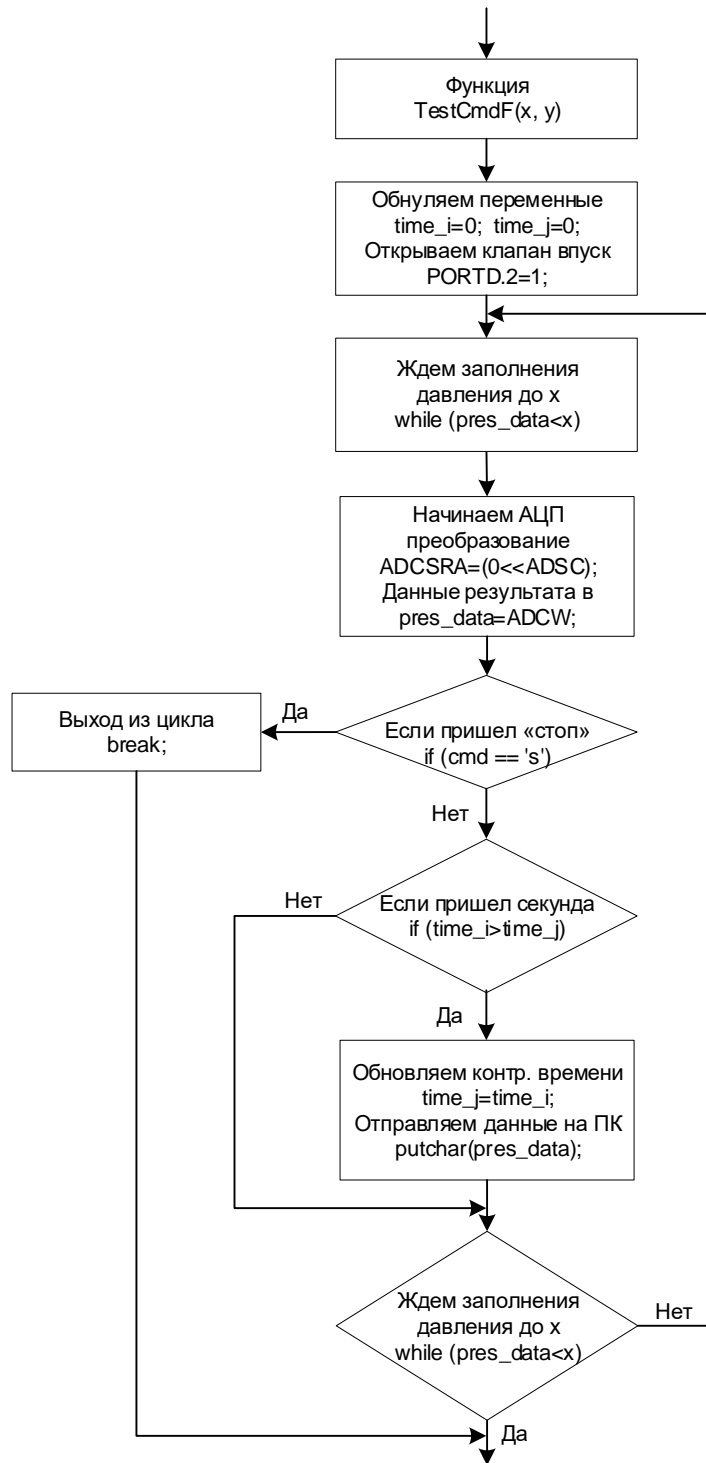 Функция
TestCmdF(x, y)
Обнуляем переменные
time_i=0;  time_j=0;
Открываем клапан впуск
PORTD.2=1;
Ждем заполнения
давления до x
while (pres_data<x)
Начинаем АЦП
преобразование
ADCSRA=(0<<ADSC);
Данные результата в
pres_data=ADCW;
Выход из цикла
break;
Да
Если пришел «стоп»
if (cmd == 's')
Нет
Нет
Если пришел секунда
if (time_i>time_j)
Да
Обновляем контр. времени
time_j=time_i;
Отправляем данные на ПК
putchar(pres_data);
Ждем заполнения
давления до x
while (pres_data<x)
Нет
Да